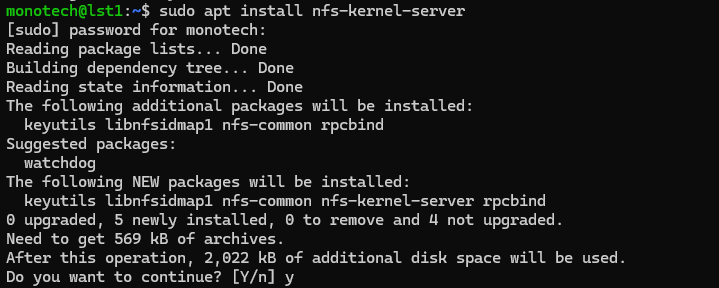 monotech@lst1:~$ sudo apt install nfs-kernel-server
[sudo] password for monotech:
Reading package lists... Done
Building dependency tree... Done
Reading state information... Done
The following additional packages will be installed:
  keyutils libnfsidmap1 nfs-common rpcbind
Suggested packages:
  watchdog
The following NEW packages will be installed:
  keyutils libnfsidmap1 nfs-common nfs-kernel-server rpcbind
0 upgraded, 5 newly installed, 0 to remove and 4 not upgraded.
Need to get 569 kB of archives.
After this operation, 2,022 kB of additional disk space will be used.
Do you want to continue? [Y/n] y